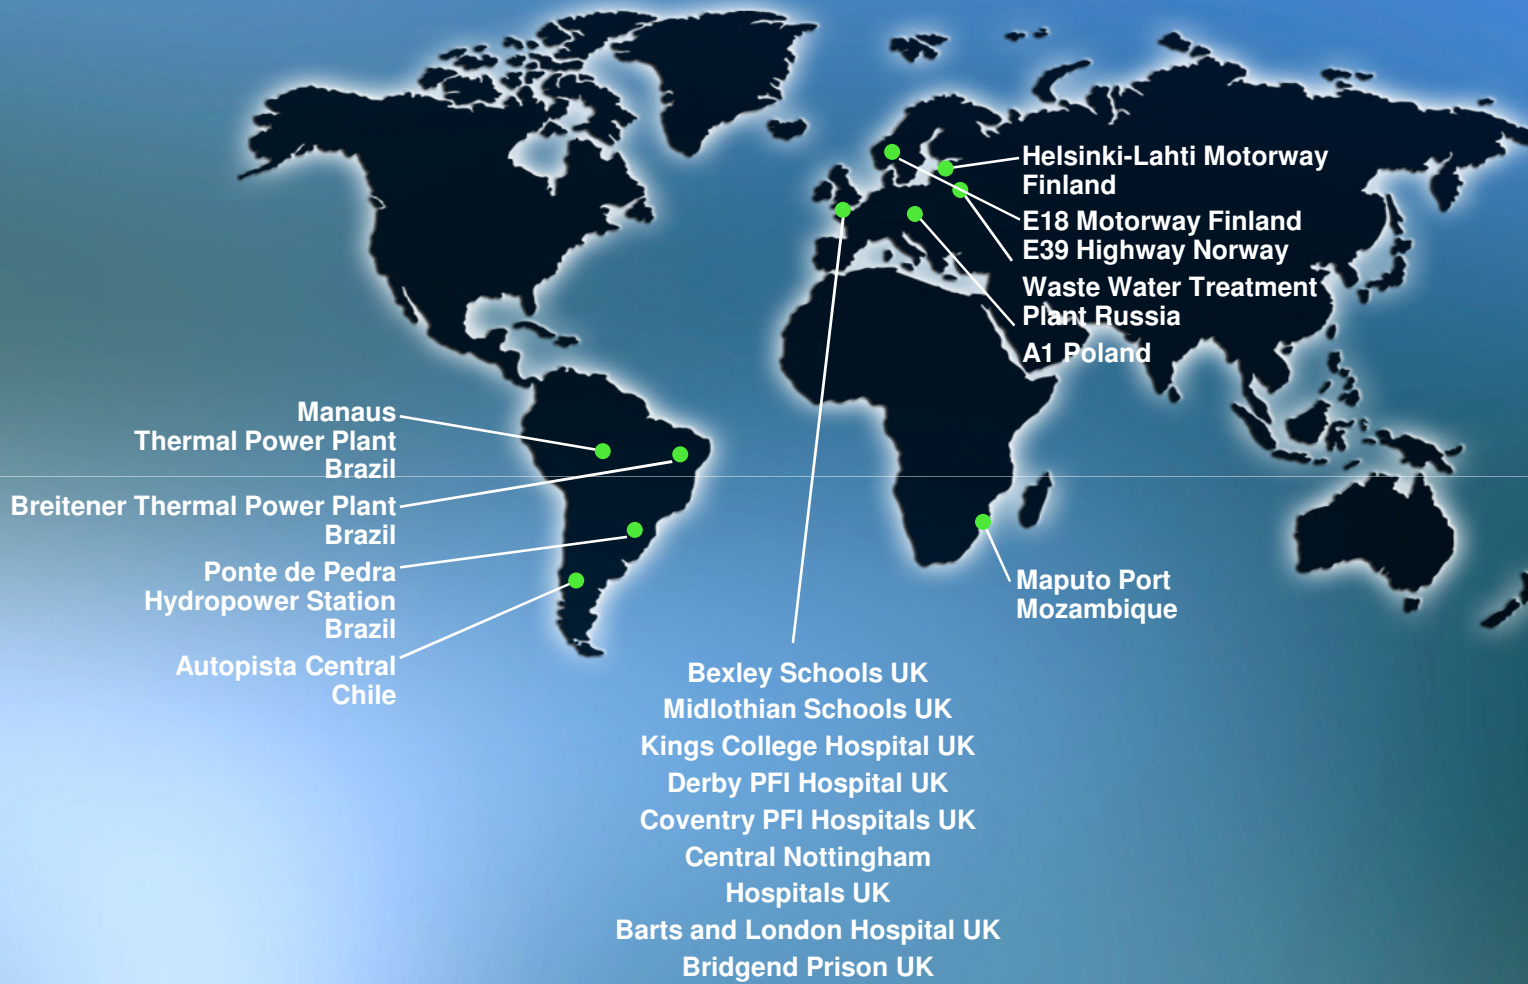 Helsinki-Lahti Motorway
Finland
E18 Motorway Finland
E39 Highway Norway
Waste Water Treatment
Plant Russia
A1 Poland
Manaus
Thermal Power Plant
Brazil
Breitener Thermal Power Plant
Brazil
Ponte de Pedra
Hydropower Station
Brazil
Autopista Central
Chile
Maputo Port
Mozambique
Bexley Schools UK
Midlothian Schools UK
Kings College Hospital UK
Derby PFI Hospital UK
Coventry PFI Hospitals UK
Central Nottingham
Hospitals UK
Barts and London Hospital UK
Bridgend Prison UK